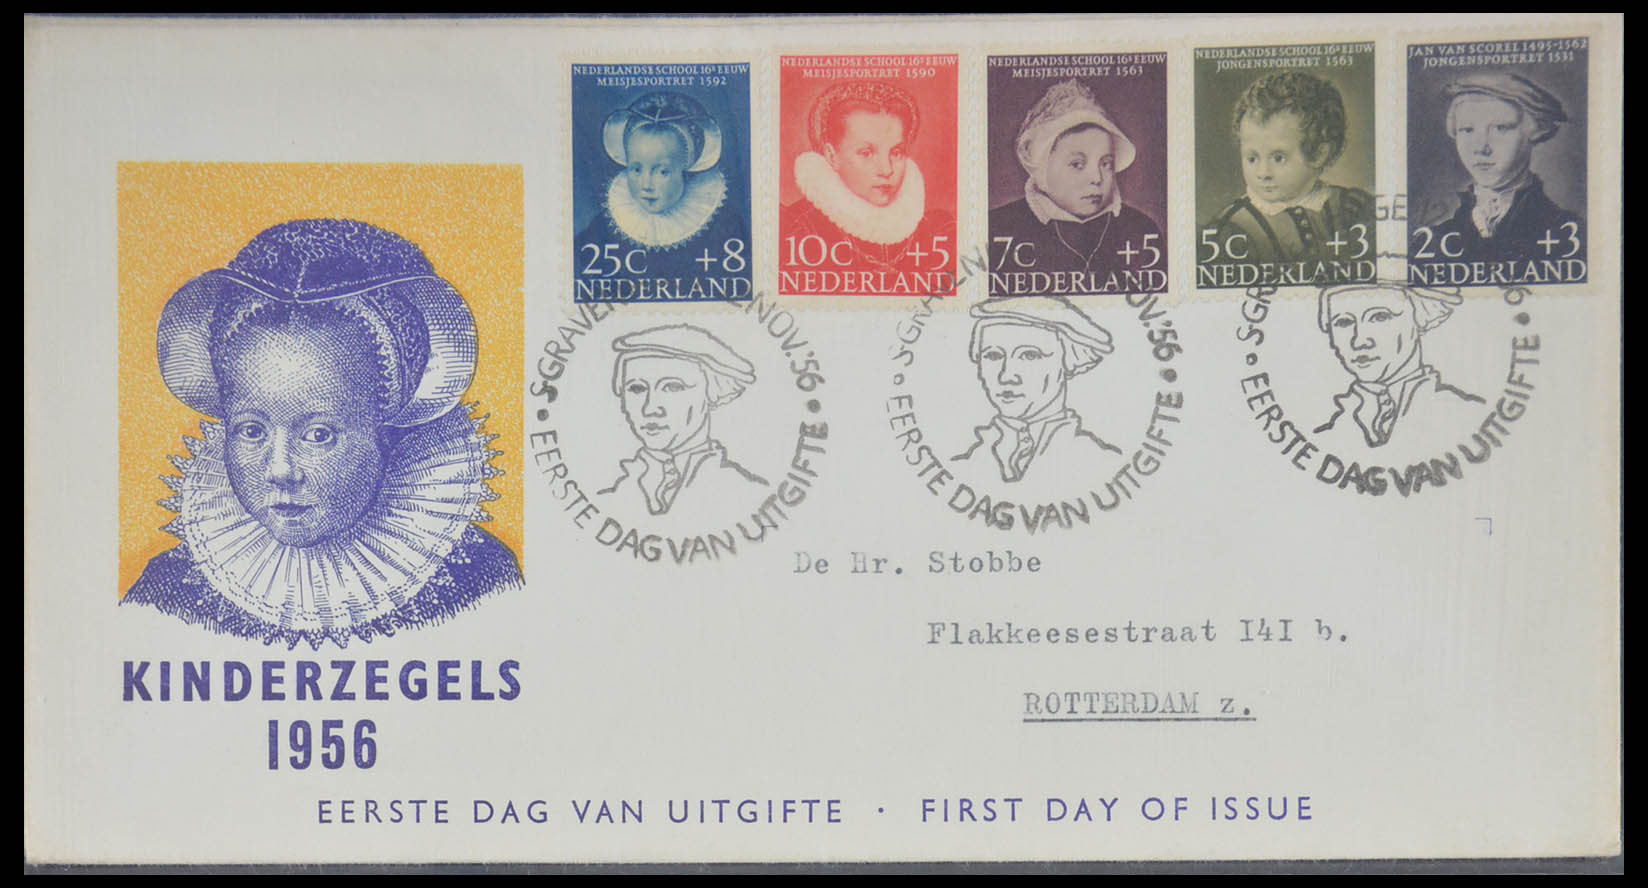 NEDERLANDSE SCHOOL 16e EEUW
MEISJESPORTRET 1592
25C +8
NEDERLAND
NEDERLANDSE SCHOOL 16e EEUW
MEISJESPORTRET 1590
10C +5
NEDERLAND
NEDERLANDSE SCHOOL 16e EEUW
MEISJESPORTRET 1563
7C +5
NEDERLAND
NEDERLANDSE SCHOOL 16e EEUW
JONGENSPORTRET 1563
5C +3
NEDERLAND
JAN VAN SCOREL 1495-1562
JONGENSPORTRET 1531
2C +3
NEDERLAND
NOV.'56
• EERSTE DAG VAN UITGIFTE •
OV.'56
• EERSTE DAG VAN UITGIFTE •
• EERSTE DAG VAN UITGIFTE •
De Hr. Stobbe
Flakkeesestraat I4I b.
ROTTERDAM z.
KINDERZEGELS
1956
EERSTE DAG VAN UITGIFTE · FIRST DAY OF ISSUE